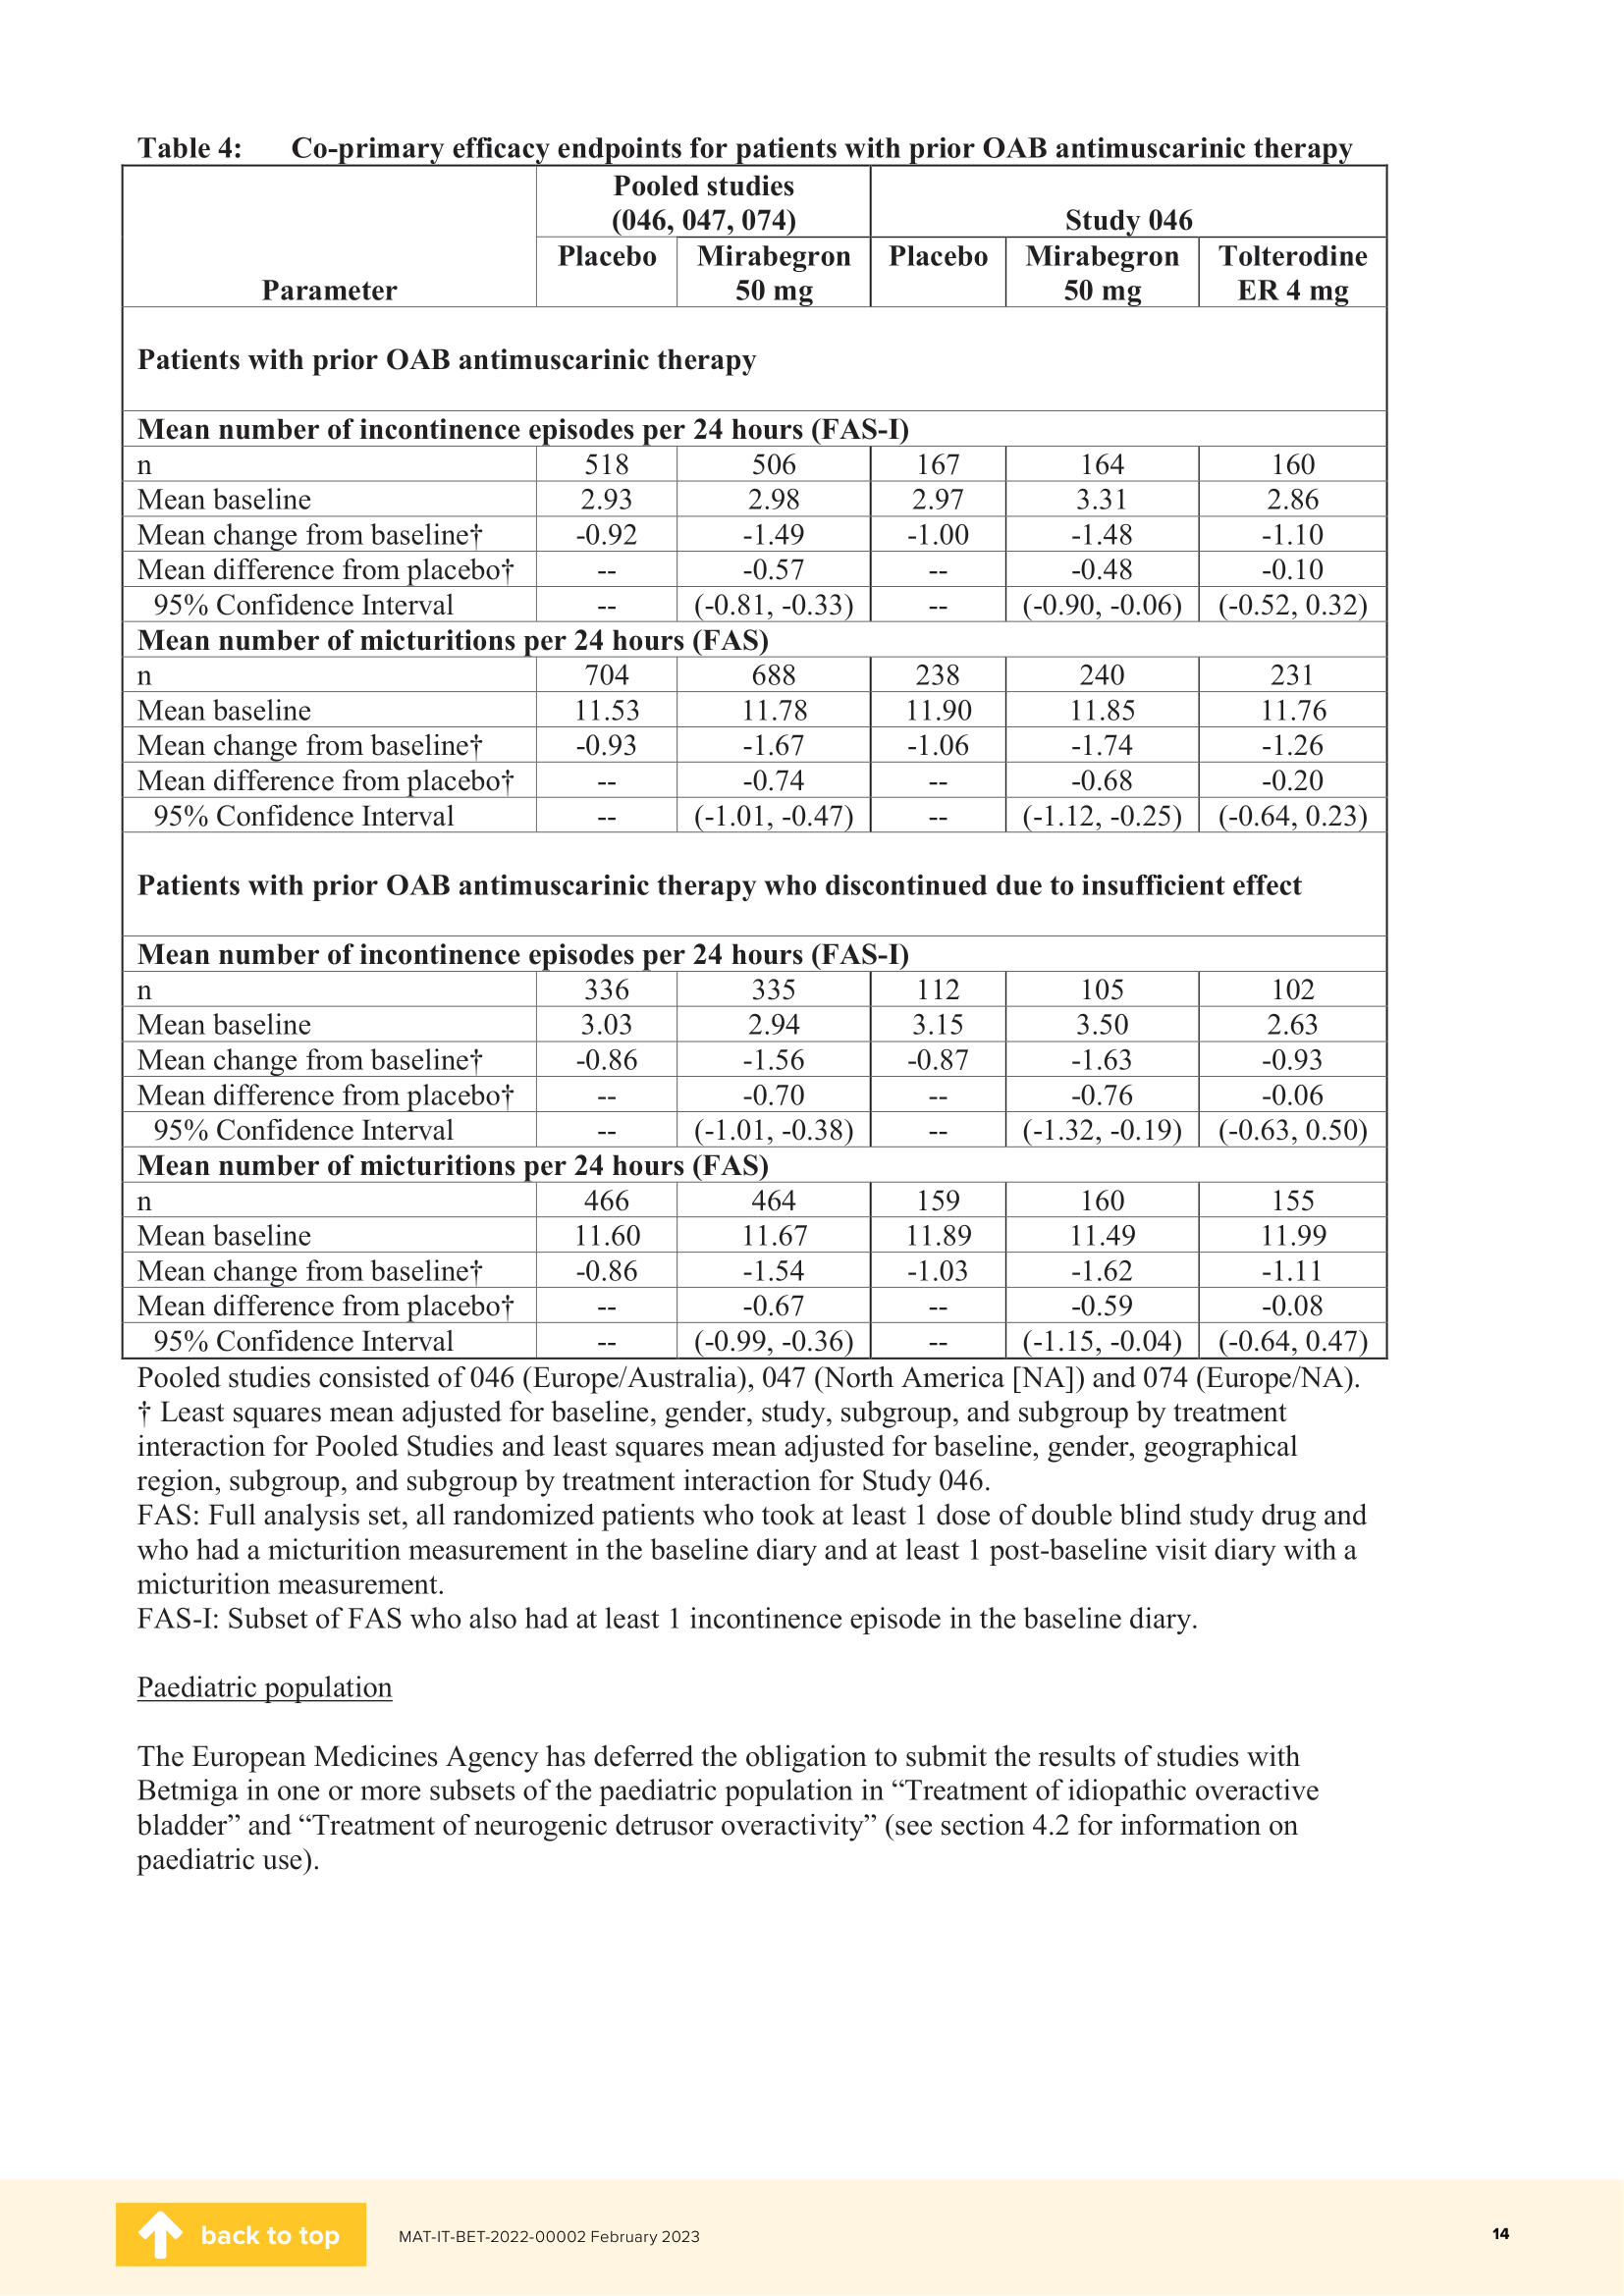 Table 4: Co-primary efficacy endpoints for patients with prior OAB antimuscarinic therapy
Pooled studies
(046, 047, 074) Study 046
Parameter Placebo Mirabegron 50 mg Placebo Mirabegron 50 mg Tolterodine ER 4 mg
Patients with prior OAB antimuscarinic therapy
Mean number of incontinence episodes per 24 hours (FAS-I)
n 518 506 167 164 160
Mean baseline 2.93 2.98 2.97 3.31 2.86
Mean change from baseline† -0.92 -1.49 -1.00 -1.48 -1.10
Mean difference from placebo† -- -0.57 -- -0.48 -0.10
95% Confidence Interval -- (-0.81, -0.33) -- (-0.90, -0.06) (-0.52, 0.32)
Mean number of micturitions per 24 hours (FAS)
n 704 688 238 240 231
Mean baseline 11.53 11.78 11.90 11.85 11.76
Mean change from baseline† -0.93 -1.67 -1.06 -1.74 -1.26
Mean difference from placebo† -- -0.74 -- -0.68 -0.20
95% Confidence Interval -- (-1.01, -0.47) -- (-1.12, -0.25) (-0.64, 0.23)
Patients with prior OAB antimuscarinic therapy who discontinued due to insufficient effect
Mean number of incontinence episodes per 24 hours (FAS-I)
n 336 335 112 105 102
Mean baseline 3.03 2.94 3.15 3.50 2.63
Mean change from baseline† -0.86 -1.56 -0.87 -1.63 -0.93
Mean difference from placebo† -- -0.70 -- -0.76 -0.06
95% Confidence Interval -- (-1.01, -0.38) -- (-1.32, -0.19) (-0.63, 0.50)
Mean number of micturitions per 24 hours (FAS)
n 466 464 159 160 155
Mean baseline 11.60 11.67 11.89 11.49 11.99
Mean change from baseline† -0.86 -1.54 -1.03 -1.62 -1.11
Mean difference from placebo† -- -0.67 -- -0.59 -0.08
95% Confidence Interval -- (-0.99, -0.36) -- (-1.15, -0.04) (-0.64, 0.47)
Pooled studies consisted of 046 (Europe/Australia), 047 (North America [NA]) and 074 (Europe/NA).
† Least squares mean adjusted for baseline, gender, study, subgroup, and subgroup by treatment
interaction for Pooled Studies and least squares mean adjusted for baseline, gender, geographical
region, subgroup, and subgroup by treatment interaction for Study 046.
FAS: Full analysis set, all randomized patients who took at least 1 dose of double blind study drug and
who had a micturition measurement in the baseline diary and at least 1 post-baseline visit diary with a
micturition measurement.
FAS-I: Subset of FAS who also had at least 1 incontinence episode in the baseline diary.
Paediatric population
The European Medicines Agency has deferred the obligation to submit the results of studies with
Betmiga in one or more subsets of the paediatric population in “Treatment of idiopathic overactive
bladder” and “Treatment of neurogenic detrusor overactivity” (see section 4.2 for information on
paediatric use).
back to top MAT-IT-BET-2022-00002 February 2023 14